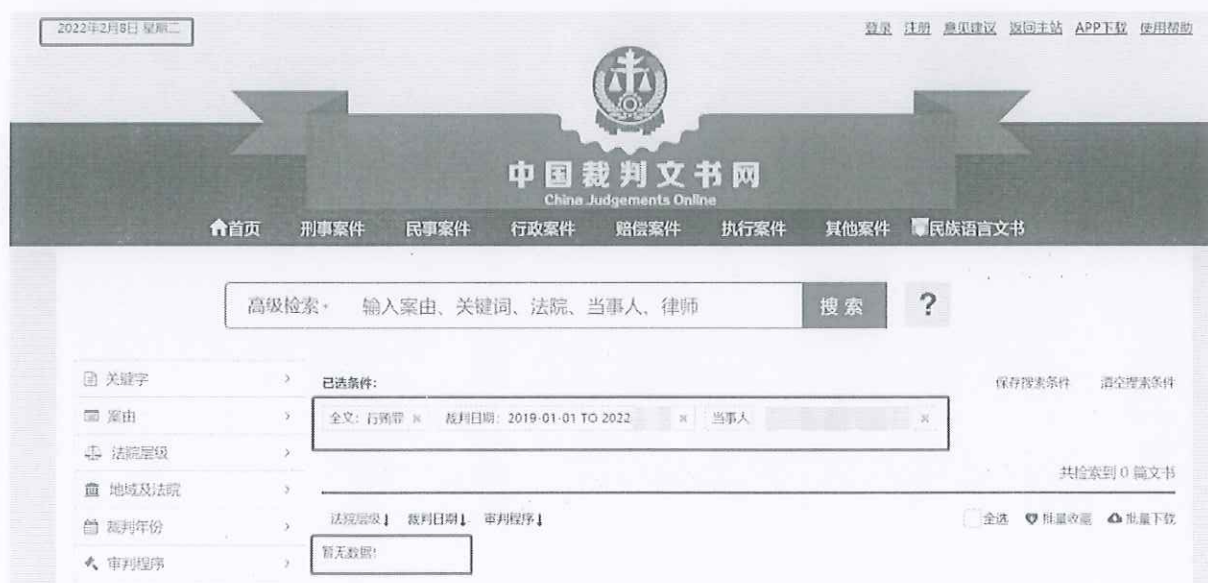 2022年2月8日 星期二
登录 注册 意见建议 返回主站 APP下载 使用帮助
中国裁判文书网
China Judgements Online
首页 刑事案件 民事案件 行政案件 赔偿案件 执行案件 其他案件 民族语言文书
高级检索 输入案由、关键词、法院、当事人、律师 搜索 ?
关键字 >
已选条件:
保存搜索条件 清空搜索条件
案由 >
全文：行贿罪 × 裁判日期：2019-01-01 TO 2022 × 当事人 ×
法院层级 >
共检索到 0 篇文书
地域及法院 >
裁判年份 >
法院层级↓ 裁判日期↓ 审判程序↓
全选 批量收藏 批量下载
审判程序 >
暂无数据!